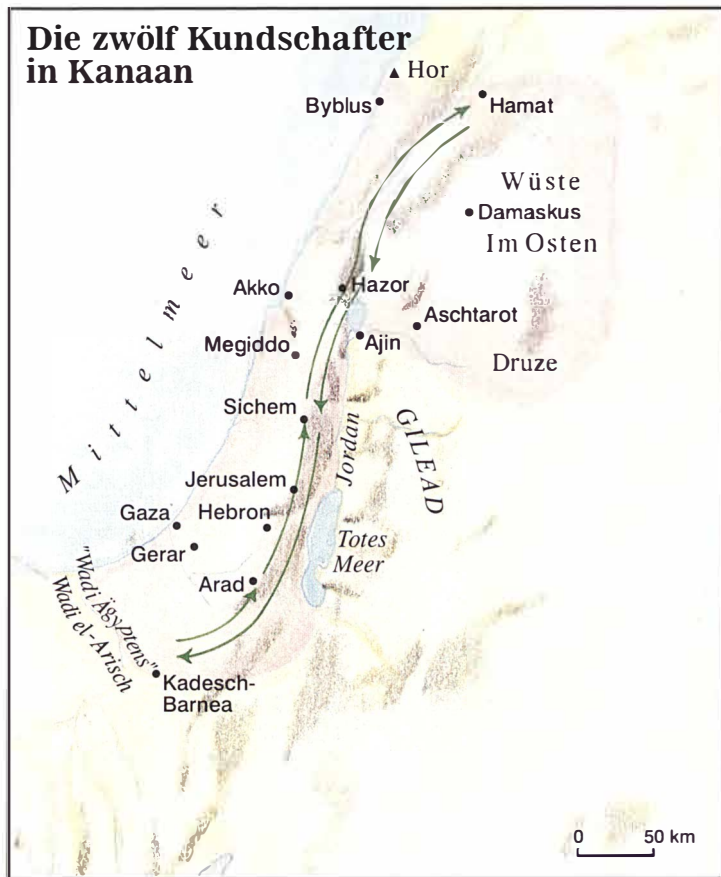 Die zwölf Kundschafter
in Kanaan
Hor
Byblus
Hamat
Wüste
Damaskus
Im Osten
Mittelmeer
Akko
Hazor
Aschtarot
Megiddo
Ajin
Druze
Sichem
Jordan
GILEAD
Jerusalem
Gaza
Hebron
Gerar
Totes
Meer
Arad
"Wadi Ägyptens"
Wadi el-Arisch
Kadesch-
Barnea
0 50 km